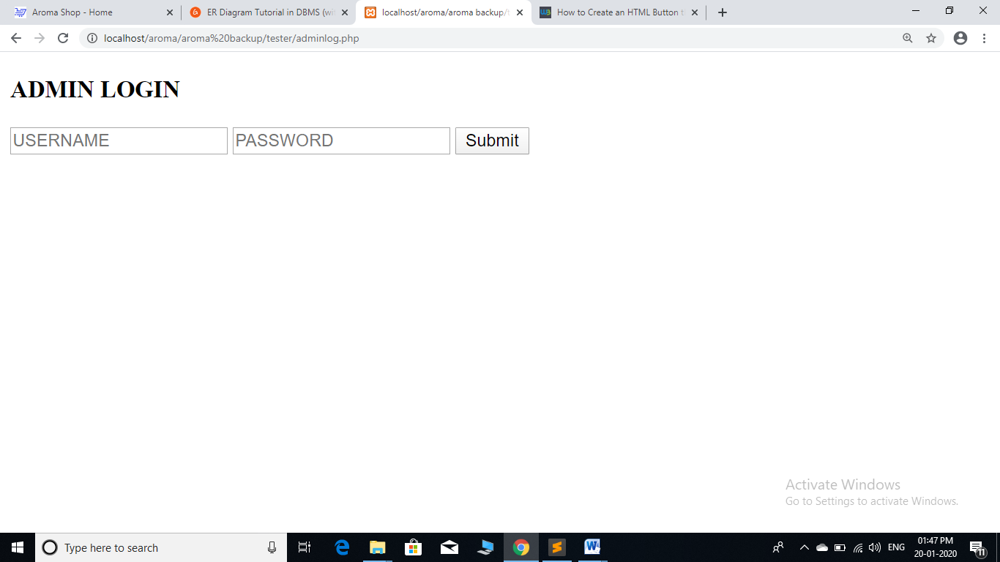 Aroma Shop - Home
ER Diagram Tutorial in DBMS (wi
localhost/aroma/aroma backup/t
How to Create an HTML Button t
localhost/aroma/aroma%20backup/tester/adminlog.php
ADMIN LOGIN
USERNAME PASSWORD Submit
Activate Windows
Go to Settings to activate Windows.
Type here to search
ENG
01:47 PM
20-01-2020
11